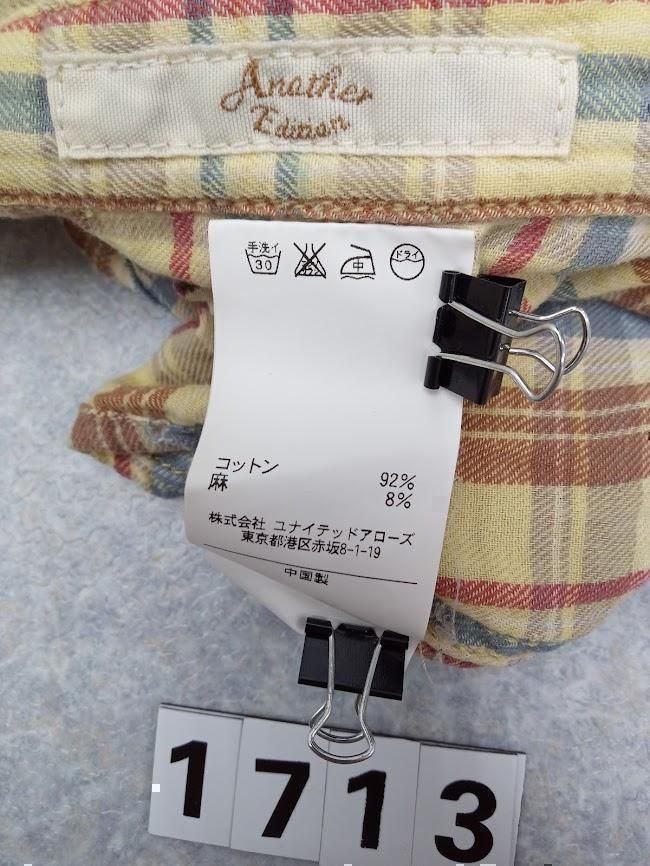 Another
Edition
手洗イ
30
中
ドライ
コットン 92%
麻 8%
株式会社 ユナイテッドアローズ
東京都港区赤坂8-1-19
中国製
1713